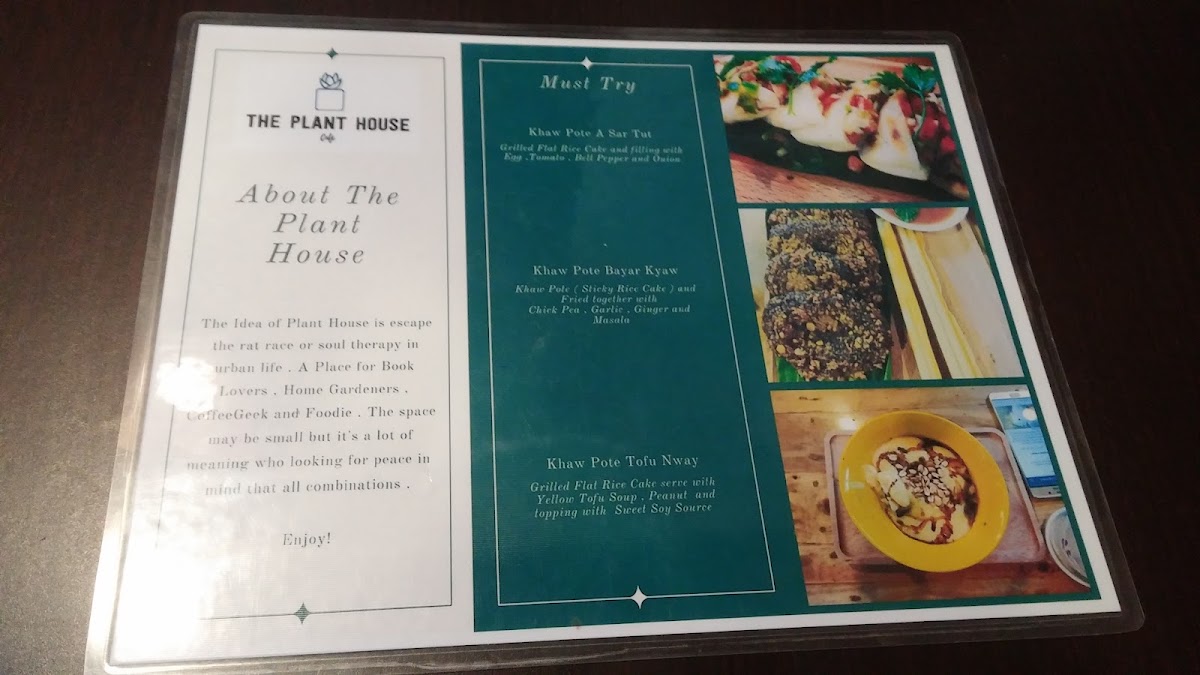 THE PLANT HOUSE
Cafe
About The
Plant
House
The Idea of Plant House is escape
the rat race or soul therapy in
urban life . A Place for Book
Lovers . Home Gardeners .
CoffeeGeek and Foodie . The space
may be small but it's a lot of
meaning who looking for peace in
mind that all combinations .
Enjoy!
Must Try
Khaw Pote A Sar Tut
Grilled Flat Rice Cake and filling with
Egg .Tomato . Bell Pepper and Onion
Khaw Pote Bayar Kyaw
Khaw Pote ( Sticky Rice Cake ) and
Fried together with
Chick Pea . Garlic . Ginger and
Masala
Khaw Pote Tofu Nway
Grilled Flat Rice Cake serve with
Yellow Tofu Soup . Peanut and
topping with Sweet Soy Source